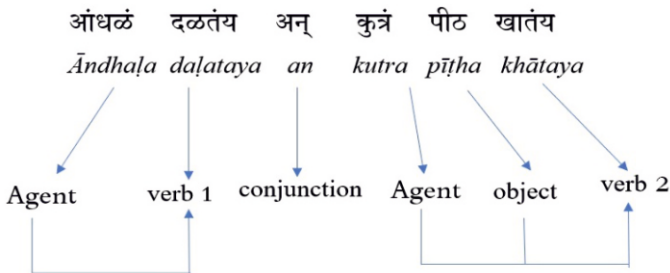 आंधळं दळतंय अन् कुत्रं पीठ खातंय
Āndhaḷa daḷataya an kutra pīṭha khātaya
Agent verb 1 conjunction Agent object verb 2